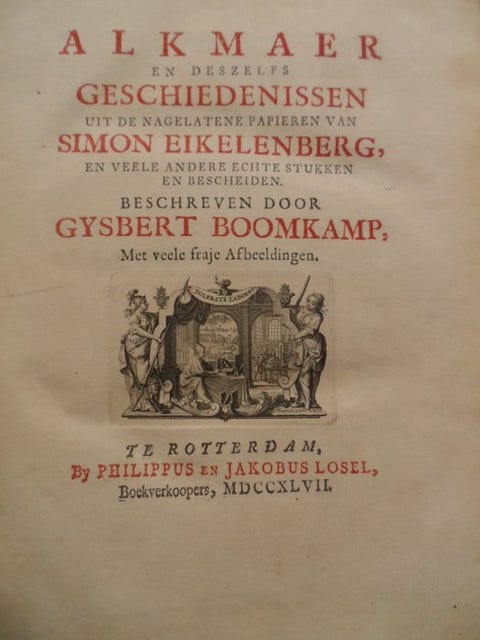 ALKMAER
EN DESZELFS
GESCHIEDENISSEN
UIT DE NAGELATENE PAPIEREN VAN
SIMON EIKELENBERG,
EN VEELE ANDERE ECHTE STUKKEN
EN BESCHEIDEN.
BESCHREVEN DOOR
GYSBERT BOOMKAMP,
Met veele fraje Afbeeldingen,
TOLERATE LABORES
TE ROTTERDAM,
By PHILIPPUS EN JAKOBUS LOSEL,
Boekverkoopers, MDCCXLVII.